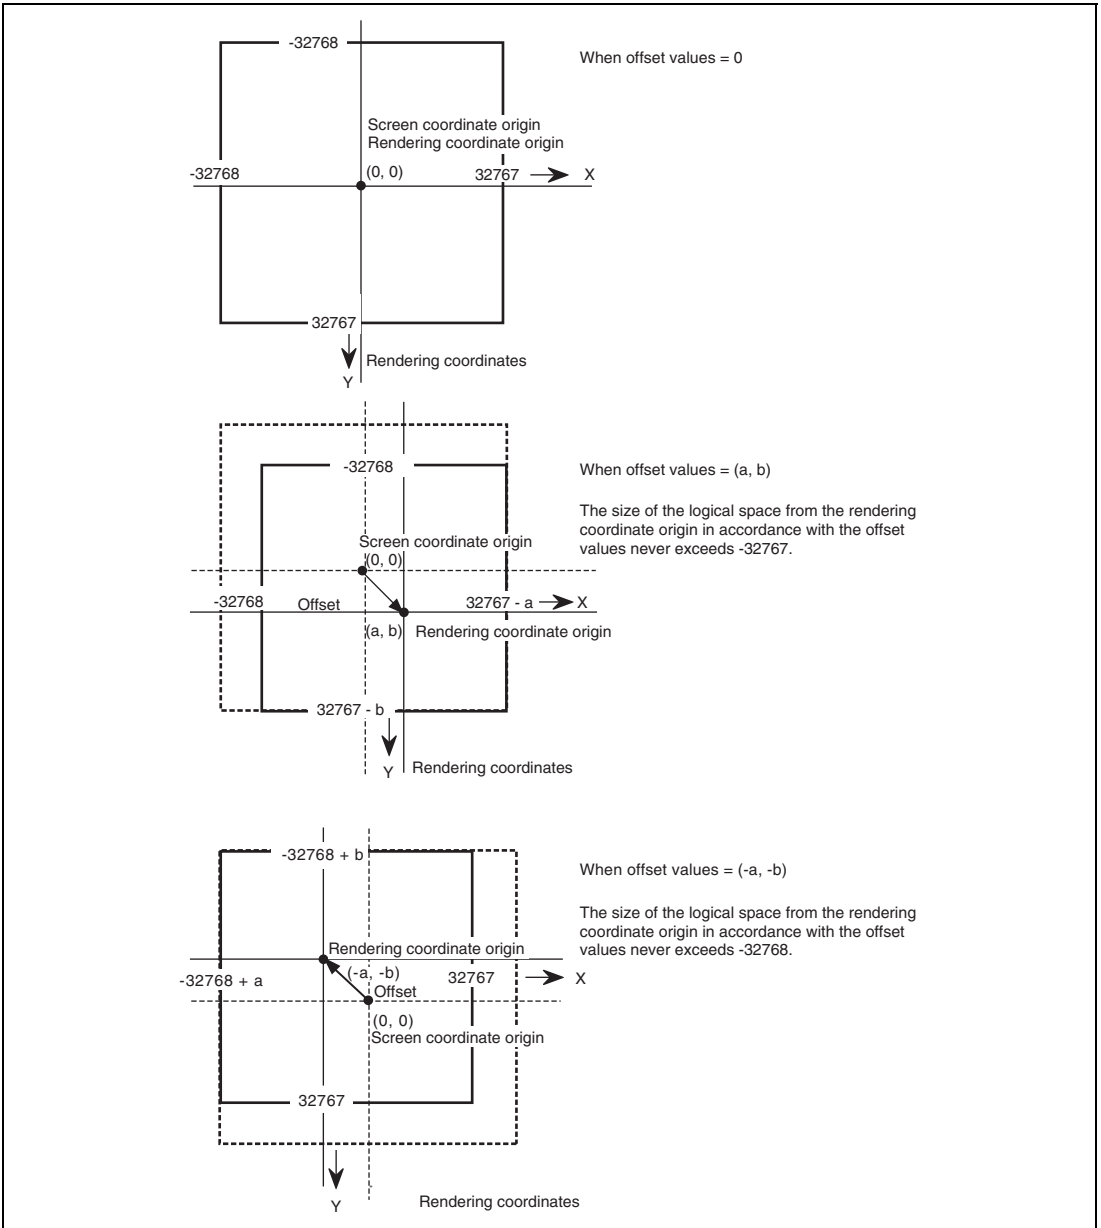 -32768
When offset values = 0
Screen coordinate origin
Rendering coordinate origin
-32768
(0, 0)
32767
X
32767
Rendering coordinates
Y
-32768
When offset values = (a, b)
The size of the logical space from the rendering
coordinate origin in accordance with the offset
values never exceeds -32767.
Screen coordinate origin
(0, 0)
-32768
Offset
32767 - a
X
(a, b)
Rendering coordinate origin
32767 - b
Y
Rendering coordinates
-32768 + b
When offset values = (-a, -b)
The size of the logical space from the rendering
coordinate origin in accordance with the offset
values never exceeds -32768.
Rendering coordinate origin
-32768 + a
(-a, -b)
32767
X
Offset
(0, 0)
Screen coordinate origin
32767
Y
Rendering coordinates